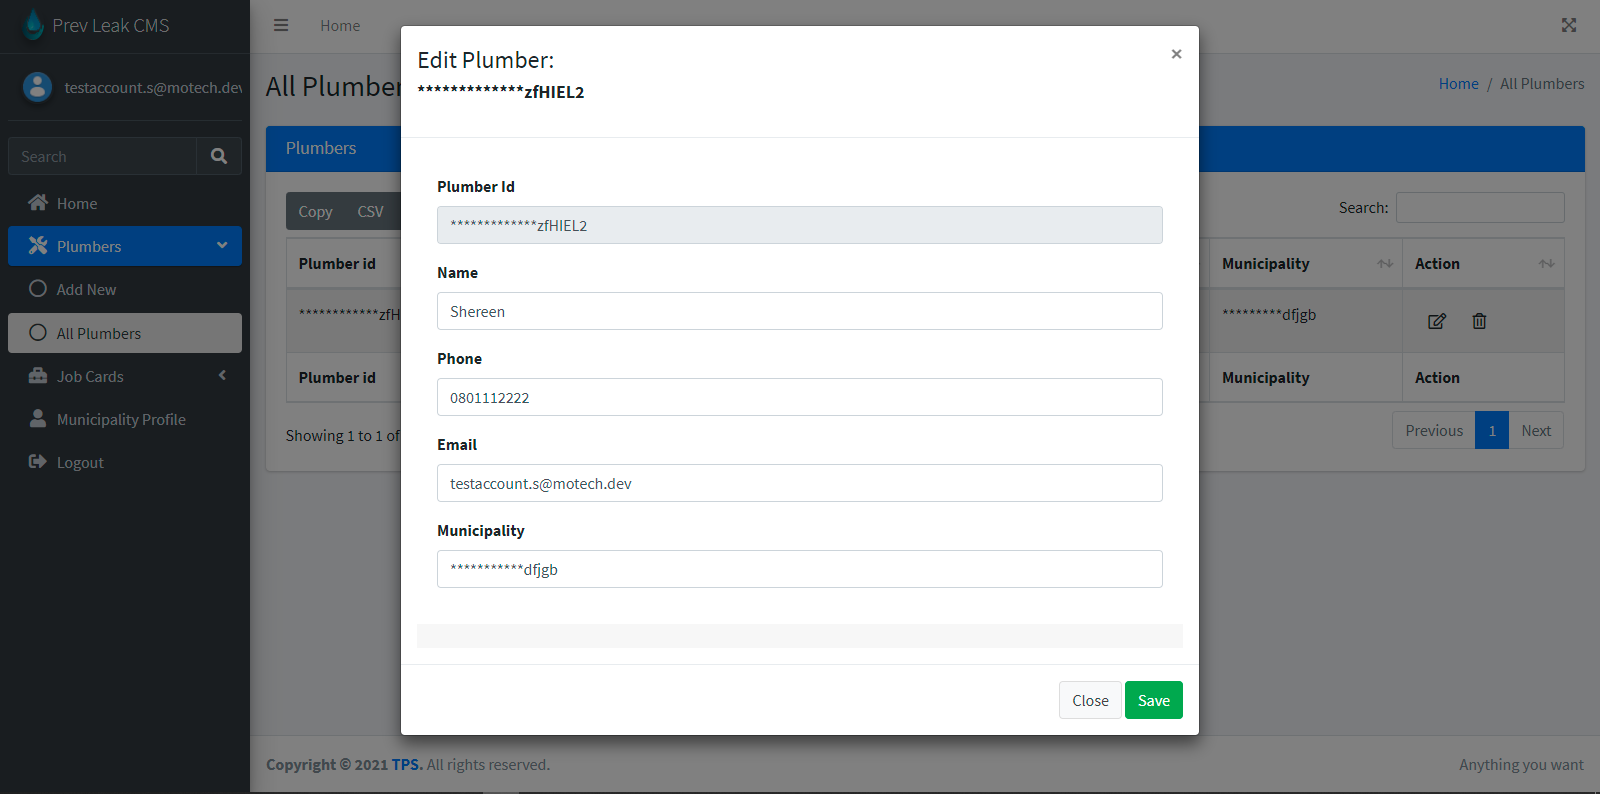 Prev Leak CMS
Home
testaccount.s@motech.dev
Search
Home
Plumbers
Add New
All Plumbers
Job Cards
Municipality Profile
Logout
All Plumber
Home / All Plumbers
Plumbers
Copy CSV
Search:
Plumber id
Municipality
Action
************zfH
*********dfjgb
Plumber id
Municipality
Action
Showing 1 to 1 of
Previous 1 Next
Edit Plumber:
×
*************zfHIEL2
Plumber Id
*************zfHIEL2
Name
Shereen
Phone
0801112222
Email
testaccount.s@motech.dev
Municipality
***********dfjgb
Close Save
Copyright © 2021 TPS. All rights reserved.
Anything you want